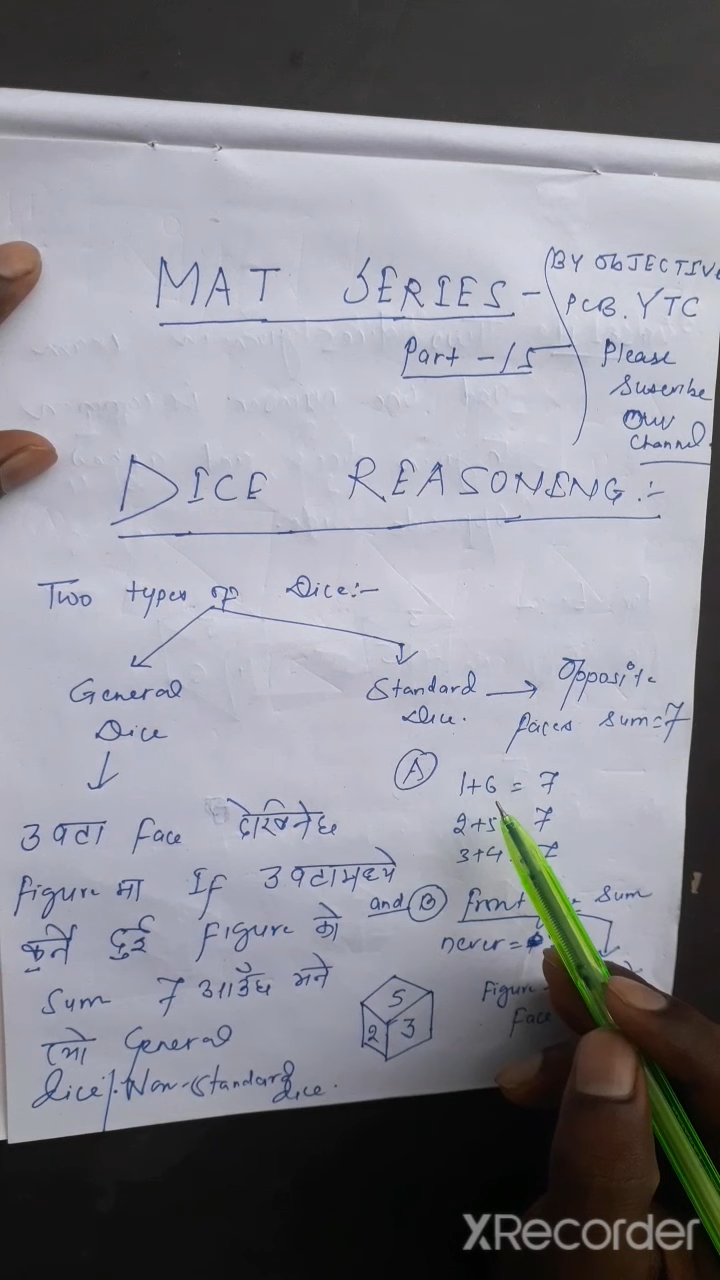 MAT SERIES -
Part - 15
BY ObJECTIVE
PCB. YTC
Please
Suscribe
Our
Channel.
DICE REASONING :-
Two types of Dice:-
General
Dice
Standard
Dice.
Opposite
faces sum=7
3 वटा face देखिनेछ
figure मा If 3 वटामध्ये
कुनै दुई figure को
Sum 7 आउँछ भने
त्यो General
dice/Non-standard
dice.
A
1+6 = 7
2+5 7
3+4 7
and B front sum
never =
Figure
Face
5
2 3
XRecorder